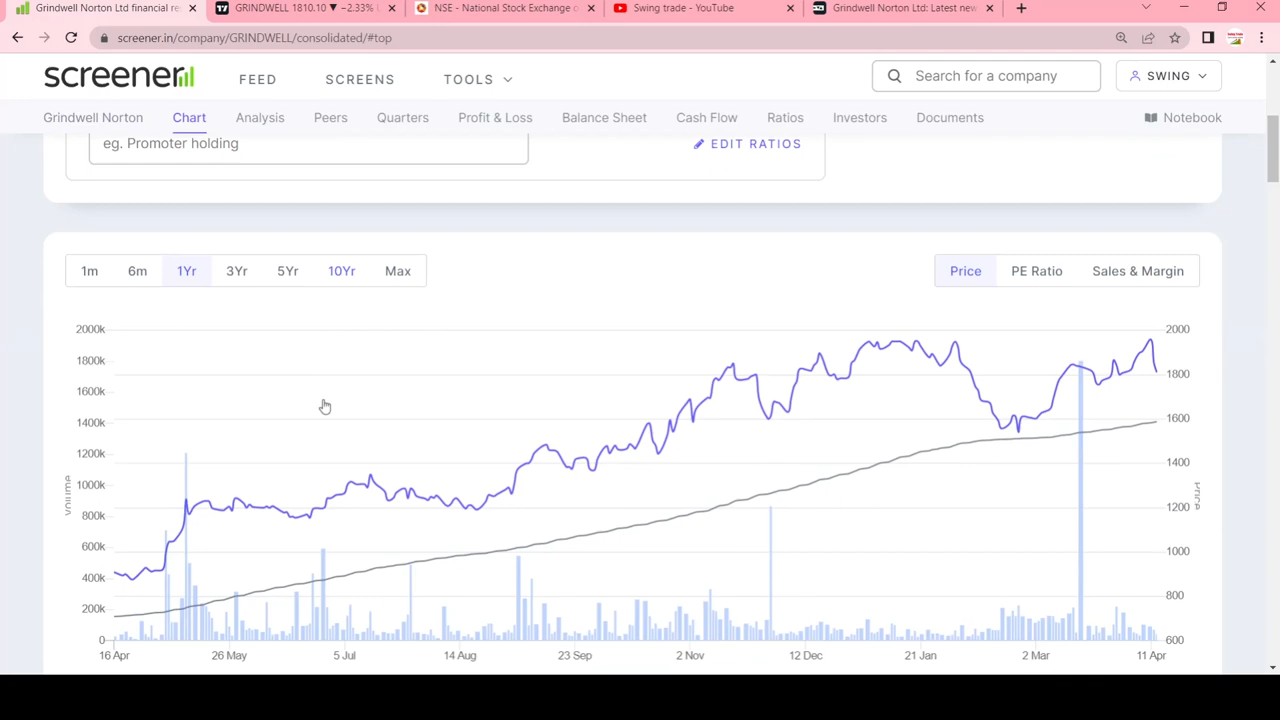 Grindwell Norton Ltd financial re
GRINDWELL 1810.10 ▼ −2.33%
NSE - National Stock Exchange o
Swing trade - YouTube
Grindwell Norton Ltd: Latest new
screener.in/company/GRINDWELL/consolidated/#top
screener
FEED
SCREENS
TOOLS
Search for a company
SWING
Grindwell Norton
Chart
Analysis
Peers
Quarters
Profit & Loss
Balance Sheet
Cash Flow
Ratios
Investors
Documents
Notebook
eg. Promoter holding
EDIT RATIOS
1m 6m 1Yr 3Yr 5Yr 10Yr Max
Price PE Ratio Sales & Margin
2000k
1800k
1600k
1400k
1200k
1000k
800k
600k
400k
200k
0
Volume
2000
1800
1600
1400
1200
1000
800
600
Price
16 Apr 26 May 5 Jul 14 Aug 23 Sep 2 Nov 12 Dec 21 Jan 2 Mar 11 Apr